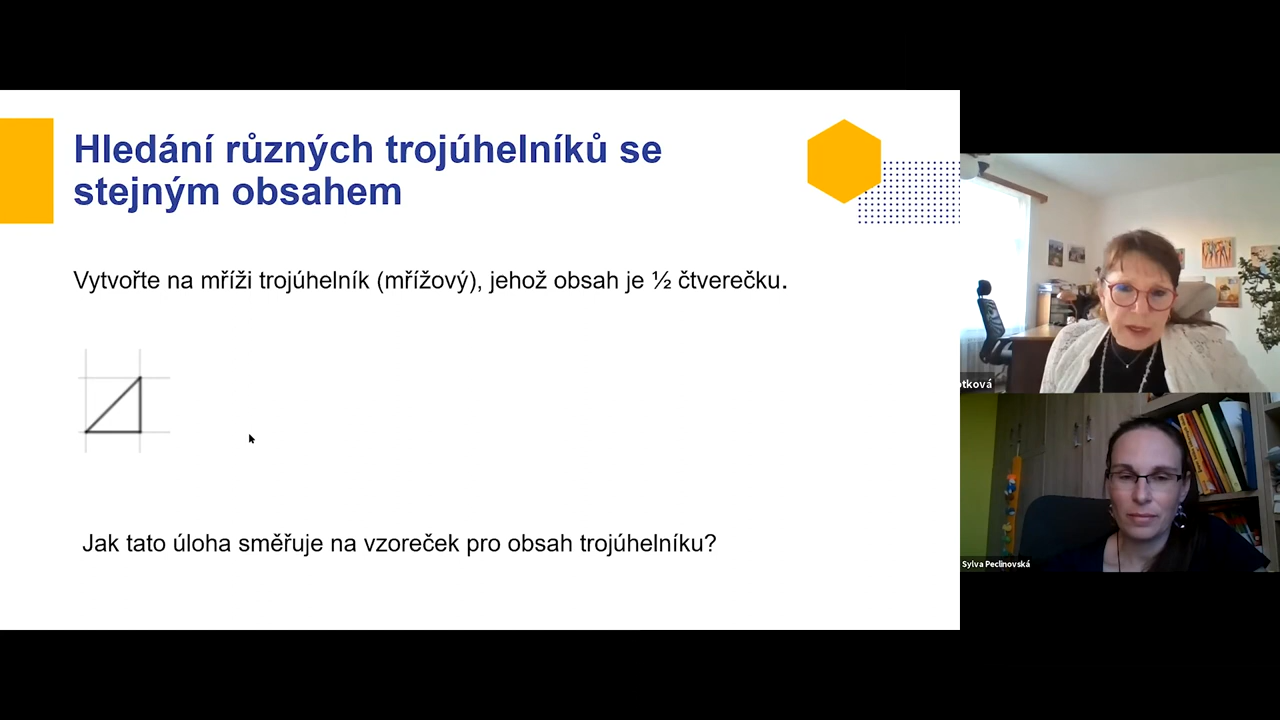 Hledání různých trojúhelníků se
stejným obsahem
Vytvořte na mříži trojúhelník (mřížový), jehož obsah je ½ čtverečku.
Jak tato úloha směřuje na vzoreček pro obsah trojúhelníku?
otková
Sylva Peclinovská